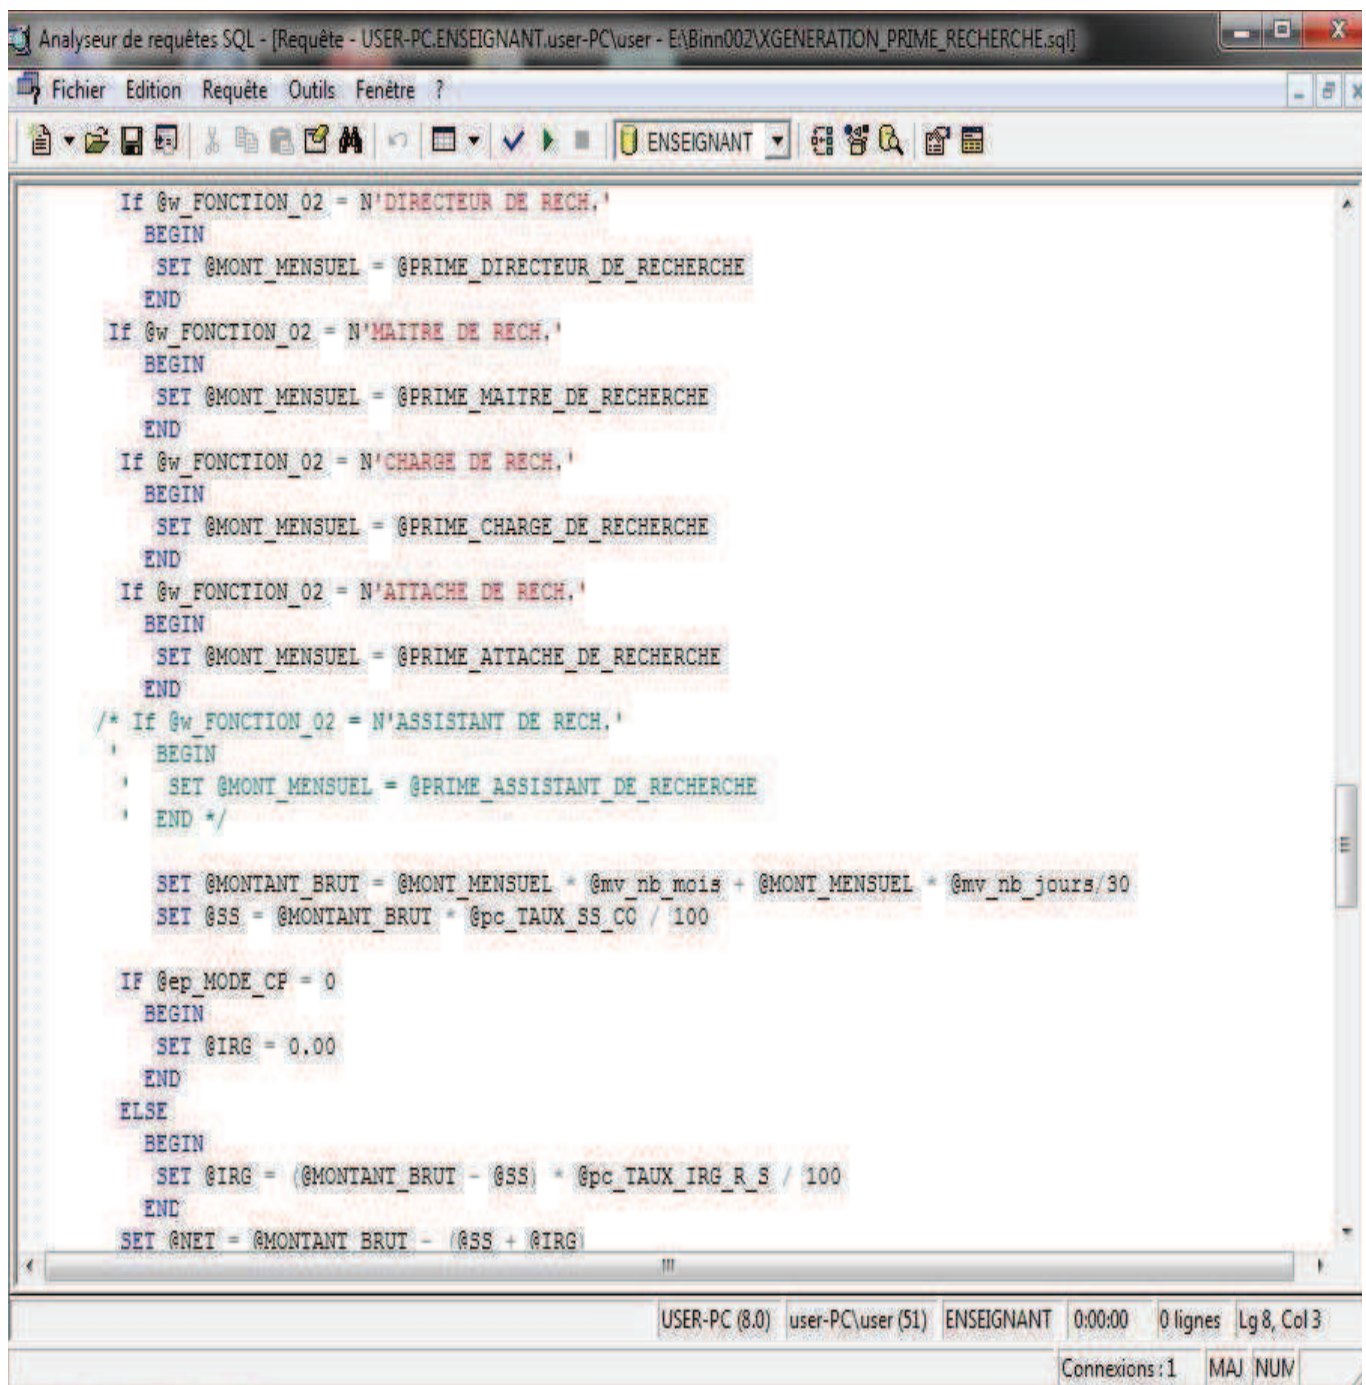 Analyseur de requêtes SQL - [Requête - USER-PC.ENSEIGNANT.user-PC\user - E:\Binn002\XGENERATION_PRIME_RECHERCHE.sql]
Fichier Edition Requête Outils Fenêtre ?
ENSEIGNANT
If @w_FONCTION_02 = N'DIRECTEUR DE RECH.'
BEGIN
SET @MONT_MENSUEL = @PRIME_DIRECTEUR_DE_RECHERCHE
END
If @w_FONCTION_02 = N'MAITRE DE RECH.'
BEGIN
SET @MONT_MENSUEL = @PRIME_MAITRE_DE_RECHERCHE
END
If @w_FONCTION_02 = N'CHARGE DE RECH.'
BEGIN
SET @MONT_MENSUEL = @PRIME_CHARGE_DE_RECHERCHE
END
If @w_FONCTION_02 = N'ATTACHE DE RECH.'
BEGIN
SET @MONT_MENSUEL = @PRIME_ATTACHE_DE_RECHERCHE
END
/* If @w_FONCTION_02 = N'ASSISTANT DE RECH.'
' BEGIN
' SET @MONT_MENSUEL = @PRIME_ASSISTANT_DE_RECHERCHE
' END */
SET @MONTANT_BRUT = @MONT_MENSUEL * @mv_nb_mois + @MONT_MENSUEL * @mv_nb_jours/30
SET @SS = @MONTANT_BRUT * @pc_TAUX_SS_CO / 100
IF @ep_MODE_CP = 0
BEGIN
SET @IRG = 0.00
END
ELSE
BEGIN
SET @IRG = (@MONTANT_BRUT - @SS) * @pc_TAUX_IRG_R_S / 100
END
SET @NET = @MONTANT_BRUT - (@SS + @IRG)
USER-PC (8.0) user-PC\user (51) ENSEIGNANT 0:00:00 0 lignes Lg 8, Col 3
Connexions : 1 MAJ NUM